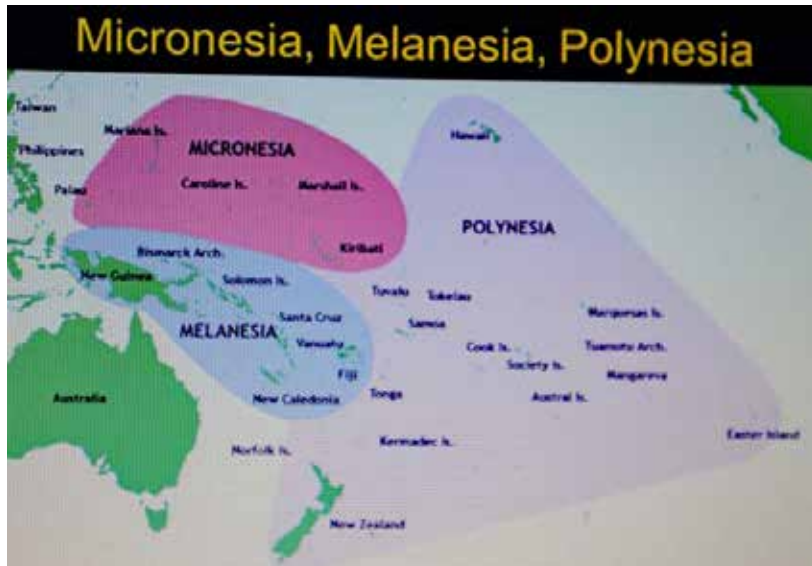 Micronesia, Melanesia, Polynesia
Taiwan
Mariana Is.
MICRONESIA
Hawaii
Philippines
Palau
Caroline Is.
Marshall Is.
POLYNESIA
Kiribati
Bismarck Arch.
New Guinea
Solomon Is.
Tuvalu
Tokelau
Santa Cruz
Samoa
Marquesas Is.
MELANESIA
Vanuatu
Cook Is.
Tuamotu Arch.
Society Is.
Fiji
Mangareva
Australia
New Caledonia
Tonga
Austral Is.
Norfolk Is.
Kermadec Is.
Easter Island
New Zealand